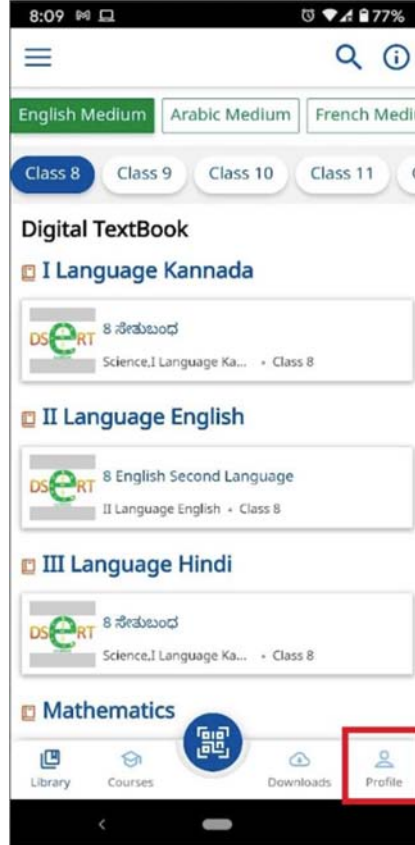 8:09
77%
English Medium
Arabic Medium
French Medi
Class 8
Class 9
Class 10
Class 11
Digital TextBook
I Language Kannada
DSERT
8 ಸೇತುಬಂಧ
Science,I Language Ka... • Class 8
II Language English
DSERT
8 English Second Language
II Language English • Class 8
III Language Hindi
DSERT
8 ಸೇತುಬಂಧ
Science,I Language Ka... • Class 8
Mathematics
Library
Courses
Downloads
Profile